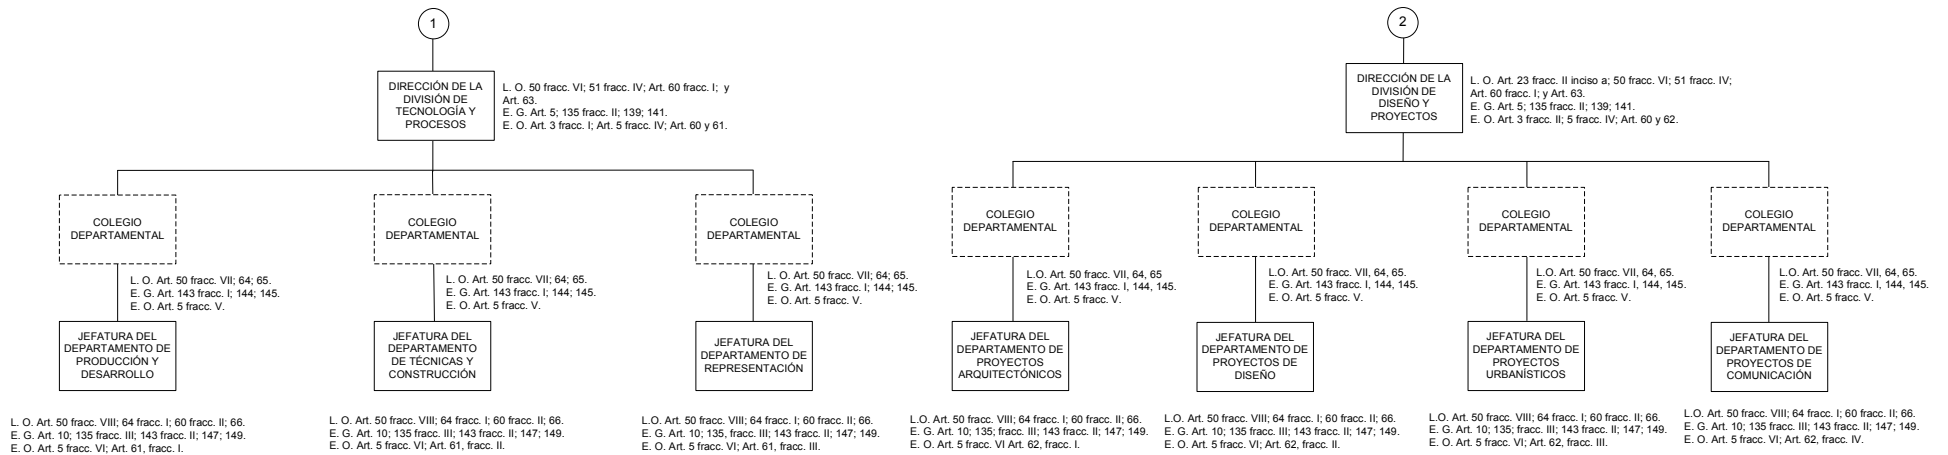 1
DIRECCIÓN DE LA
DIVISIÓN DE
TECNOLOGÍA Y
PROCESOS
L. O. 50 fracc. VI; 51 fracc. IV; Art. 60 fracc. I; y
Art. 63.
E. G. Art. 5; 135 fracc. II; 139; 141.
E. O. Art. 3 fracc. I; Art. 5 fracc. IV; Art. 60 y 61.
COLEGIO
DEPARTAMENTAL
L. O. Art. 50 fracc. VII; 64; 65.
E. G. Art. 143 fracc. I; 144; 145.
E. O. Art. 5 fracc. V.
JEFATURA DEL
DEPARTAMENTO DE
PRODUCCIÓN Y
DESARROLLO
L. O. Art. 50 fracc. VIII; 64 fracc. I; 60 fracc. II; 66.
E. G. Art. 10; 135 fracc. III; 143 fracc. II; 147; 149.
E. O. Art. 5 fracc. VI; Art. 61, fracc. I.
COLEGIO
DEPARTAMENTAL
L. O. Art. 50 fracc. VII; 64; 65.
E. G. Art. 143 fracc. I; 144; 145.
E. O. Art. 5 fracc. V.
JEFATURA DEL
DEPARTAMENTO
DE TÉCNICAS Y
CONSTRUCCIÓN
L. O. Art. 50 fracc. VIII; 64 fracc. I; 60 fracc. II; 66.
E. G. Art. 10; 135 fracc. III; 143 fracc. II; 147; 149.
E. O. Art. 5 fracc. VI; Art. 61, fracc. II.
COLEGIO
DEPARTAMENTAL
L. O. Art. 50 fracc. VII; 64; 65.
E. G. Art. 143 fracc. I; 144; 145.
E. O. Art. 5 fracc. V.
JEFATURA DEL
DEPARTAMENTO DE
REPRESENTACIÓN
L. O. Art. 50 fracc. VIII; 64 fracc. I; 60 fracc. II; 66.
E. G. Art. 10; 135, fracc. III; 143 fracc. II; 147; 149.
E. O. Art. 5 fracc. VI; Art. 61, fracc. III.
2
DIRECCIÓN DE LA
DIVISIÓN DE
DISEÑO Y
PROYECTOS
L. O. Art. 23 fracc. II inciso a; 50 fracc. VI; 51 fracc. IV;
Art. 60 fracc. I; y Art. 63.
E. G. Art. 5; 135 fracc. II; 139; 141.
E. O. Art. 3 fracc. II; 5 fracc. IV; Art. 60 y 62.
COLEGIO
DEPARTAMENTAL
L.O. Art. 50 fracc. VII, 64, 65
E. G. Art. 143 fracc. I, 144, 145.
E. O. Art. 5 fracc. V.
JEFATURA DEL
DEPARTAMENTO DE
PROYECTOS
ARQUITECTÓNICOS
L.O. Art. 50 fracc. VIII; 64 fracc. I; 60 fracc. II; 66.
E. G. Art. 10; 135; fracc. III; 143 fracc. II; 147; 149.
E. O. Art. 5 fracc. VI Art. 62, fracc. I.
COLEGIO
DEPARTAMENTAL
L.O. Art. 50 fracc. VII, 64, 65.
E. G. Art. 143 fracc. I, 144, 145.
E. O. Art. 5 fracc. V.
JEFATURA DEL
DEPARTAMENTO DE
PROYECTOS DE
DISEÑO
L.O. Art. 50 fracc. VIII; 64 fracc. I; 60 fracc. II; 66.
E. G. Art. 10; 135 fracc. III; 143 fracc. II; 147; 149.
E. O. Art. 5 fracc. VI; Art. 62, fracc. II.
COLEGIO
DEPARTAMENTAL
L.O. Art. 50 fracc. VII, 64, 65.
E. G. Art. 143 fracc. I, 144, 145.
E. O. Art. 5 fracc. V.
JEFATURA DEL
DEPARTAMENTO DE
PROYECTOS
URBANÍSTICOS
L.O. Art. 50 fracc. VIII; 64 fracc. I; 60 fracc. II; 66.
E. G. Art. 10; 135; fracc. III; 143 fracc. II; 147; 149.
E. O. Art. 5 fracc. VI; Art. 62, fracc. III.
COLEGIO
DEPARTAMENTAL
L.O. Art. 50 fracc. VII, 64, 65.
E. G. Art. 143 fracc. I, 144, 145.
E. O. Art. 5 fracc. V.
JEFATURA DEL
DEPARTAMENTO DE
PROYECTOS DE
COMUNICACIÓN
L.O. Art. 50 fracc. VIII; 64 fracc. I; 60 fracc. II; 66.
E. G. Art. 10; 135 fracc. III; 143 fracc. II; 147; 149.
E. O. Art. 5 fracc. VI; Art. 62, fracc. IV.